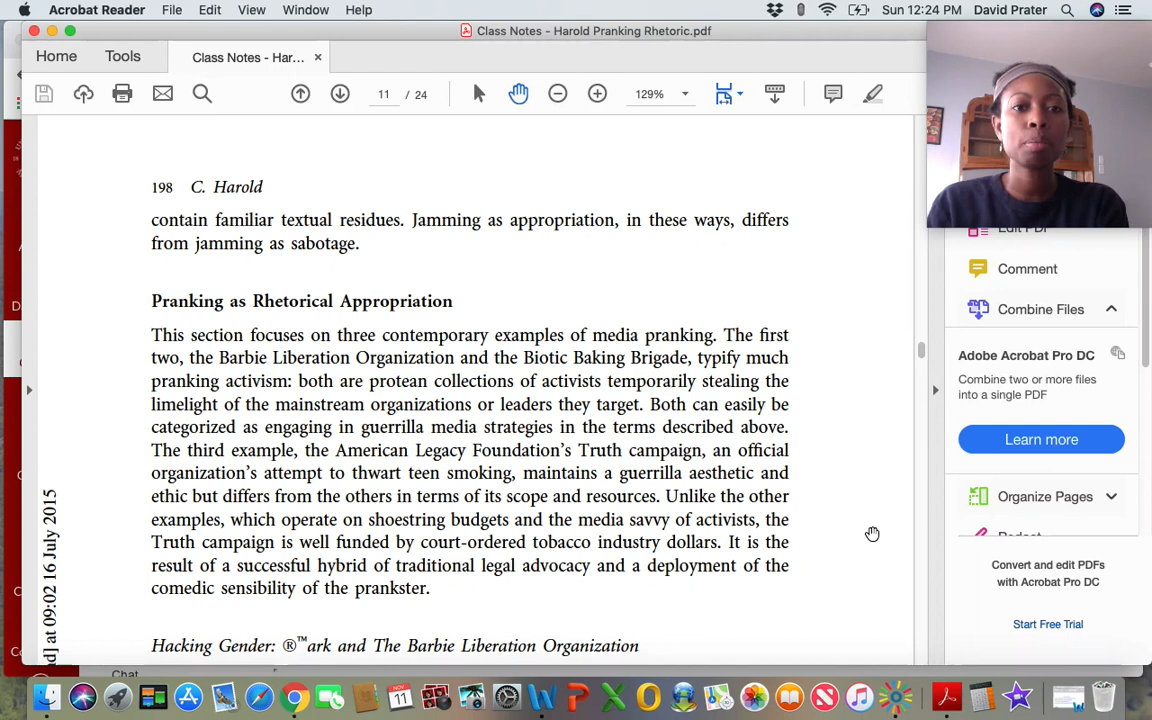 Acrobat Reader File Edit View Window Help Sun 12:24 PM David Prater
Class Notes - Harold Pranking Rhetoric.pdf
Home Tools Class Notes - Har... ×
11 / 24 129%
198 C. Harold
contain familiar textual residues. Jamming as appropriation, in these ways, differs
from jamming as sabotage.
Pranking as Rhetorical Appropriation
This section focuses on three contemporary examples of media pranking. The first
two, the Barbie Liberation Organization and the Biotic Baking Brigade, typify much
pranking activism: both are protean collections of activists temporarily stealing the
limelight of the mainstream organizations or leaders they target. Both can easily be
categorized as engaging in guerrilla media strategies in the terms described above.
The third example, the American Legacy Foundation's Truth campaign, an official
organization's attempt to thwart teen smoking, maintains a guerrilla aesthetic and
ethic but differs from the others in terms of its scope and resources. Unlike the other
examples, which operate on shoestring budgets and the media savvy of activists, the
Truth campaign is well funded by court-ordered tobacco industry dollars. It is the
result of a successful hybrid of traditional legal advocacy and a deployment of the
comedic sensibility of the prankster.
Hacking Gender: ®™ark and The Barbie Liberation Organization
] at 09:02 16 July 2015
Edit PDF
Comment
Combine Files
Adobe Acrobat Pro DC
Combine two or more files
into a single PDF
Learn more
Organize Pages
Redact
Convert and edit PDFs
with Acrobat Pro DC
Start Free Trial
Chat
NOV
11